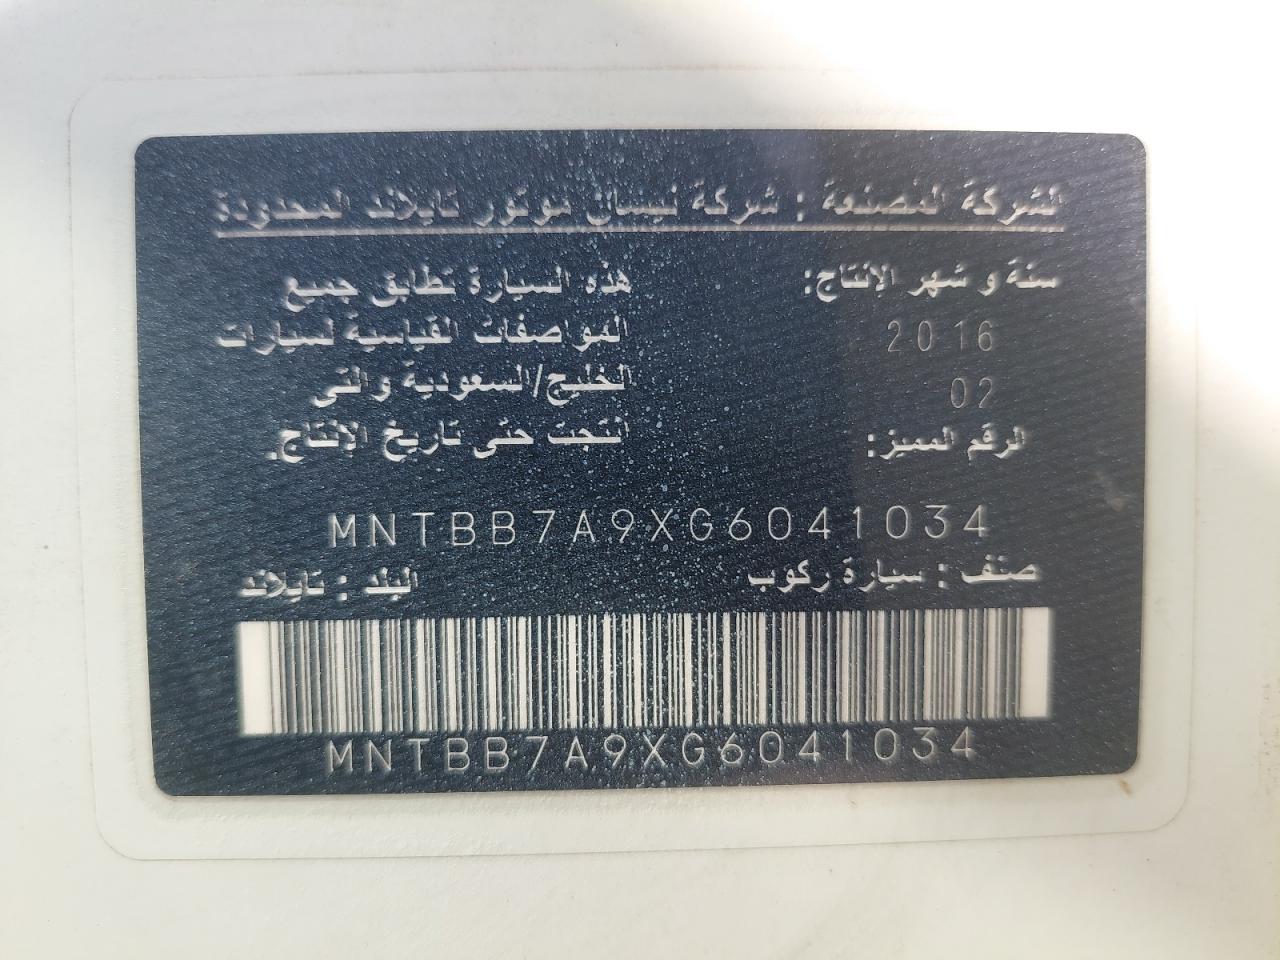 الشركة المصنعة : شركة نيسان موتور تايلاند المحدودة
سنة و شهر الإنتاج:
2016
02
الرقم المميز:
هذه السيارة تطابق جميع
المواصفات القياسية لسيارات
الخليج/السعودية والتى
انتجت حتى تاريخ الإنتاج.
MNTBB7A9XG6041034
صنف : سيارة ركوب
البلد : تايلاند
MNTBB7A9XG6041034